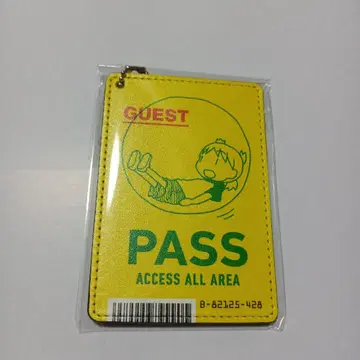 GUEST
PASS
ACCESS ALL AREA
B-82125-428